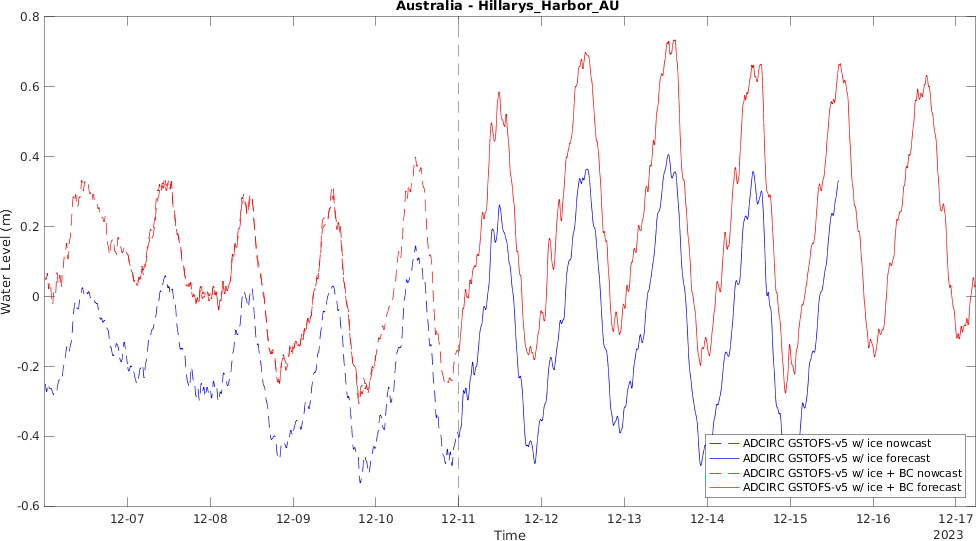 Australia - Hillarys_Harbor_AU
0.8
0.6
0.4
0.2
0
-0.2
-0.4
-0.6
Water Level (m)
ADCIRC GSTOFS-v5 w/ ice nowcast
ADCIRC GSTOFS-v5 w/ ice forecast
ADCIRC GSTOFS-v5 w/ ice + BC nowcast
ADCIRC GSTOFS-v5 w/ ice + BC forecast
12-07 12-08 12-09 12-10 12-11 12-12 12-13 12-14 12-15 12-16 12-17
Time
2023